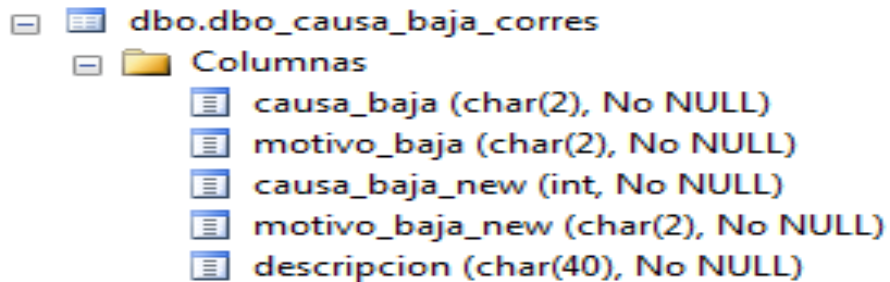 dbo.dbo_causa_baja_corres
Columnas
causa_baja (char(2), No NULL)
motivo_baja (char(2), No NULL)
causa_baja_new (int, No NULL)
motivo_baja_new (char(2), No NULL)
descripcion (char(40), No NULL)